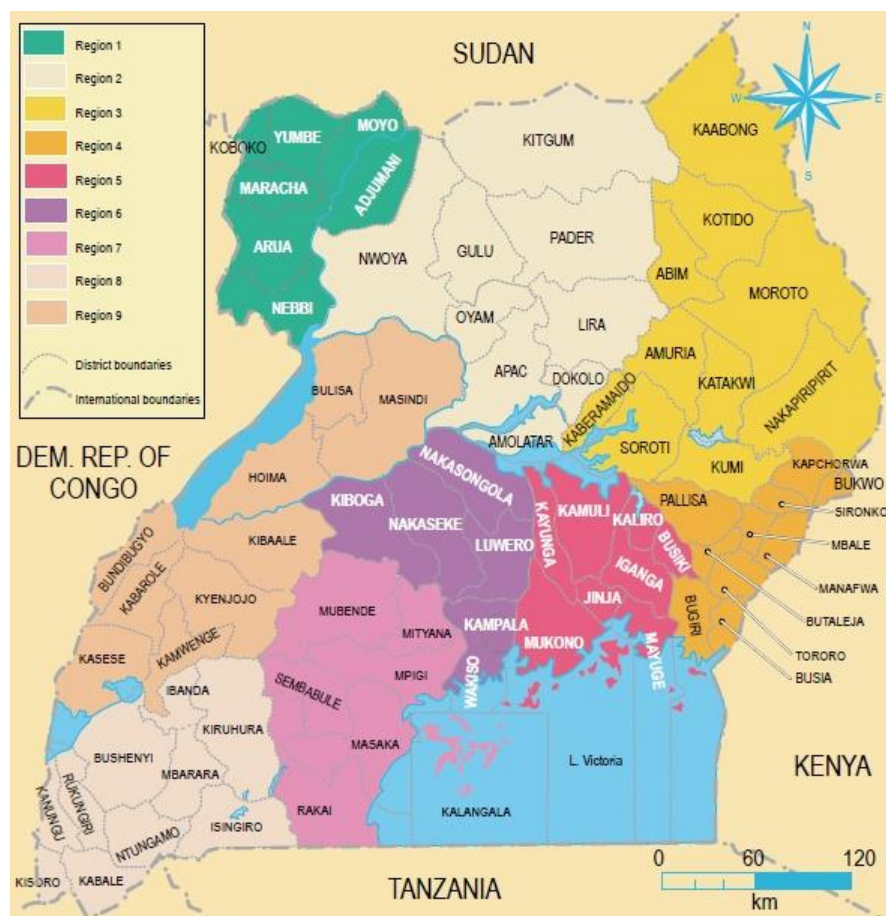 Region 1
Region 2
Region 3
Region 4
Region 5
Region 6
Region 7
Region 8
Region 9
District boundaries
International boundaries
SUDAN
N
W
E
S
KOBOKO
YUMBE
MOYO
ADJUMANI
MARACHA
ARUA
NEBBI
KITGUM
KAABONG
KOTIDO
NWOYA
GULU
PADER
ABIM
MOROTO
OYAM
LIRA
APAC
DOKOLO
AMURIA
KATAKWI
NAKAPIRIPIRIT
KABERAMAIDO
SOROTI
KUMI
AMOLATAR
BULISA
MASINDI
HOIMA
DEM. REP. OF
CONGO
NAKASONGOLA
KIBOGA
NAKASEKE
LUWERO
KAYUNGA
KAMULI
KALIRO
BUSIKI
IGANGA
JINJA
MUKONO
MAYUGE
PALLISA
KAPCHORWA
BUKWO
SIRONKO
MBALE
MANAFWA
BUTALEJA
TORORO
BUSIA
BUGIRI
BUNDIBUGYO
KABAROLE
KIBAALE
KYENJOJO
KAMWENGE
KASESE
MUBENDE
MITYANA
KAMPALA
WAKISO
MPIGI
SEMBABULE
MASAKA
RAKAI
KALANGALA
L. Victoria
IBANDA
KIRUHURA
BUSHENYI
MBARARA
RUKUNGIRI
KANUNGU
NTUNGAMO
ISINGIRO
KISORO
KABALE
KENYA
TANZANIA
0 60 120
km